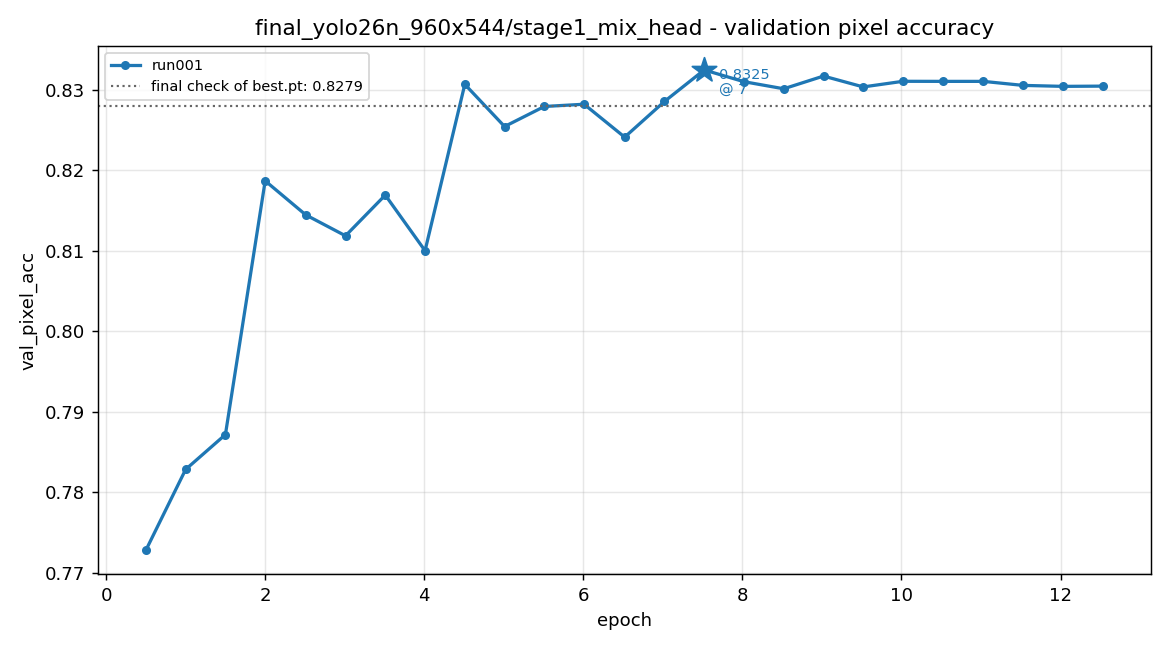 final_yolo26n_960x544/stage1_mix_head - validation pixel accuracy
run001
final check of best.pt: 0.8279
0.8325
@ 7
val_pixel_acc
0.83
0.82
0.81
0.80
0.79
0.78
0.77
0 2 4 6 8 10 12
epoch